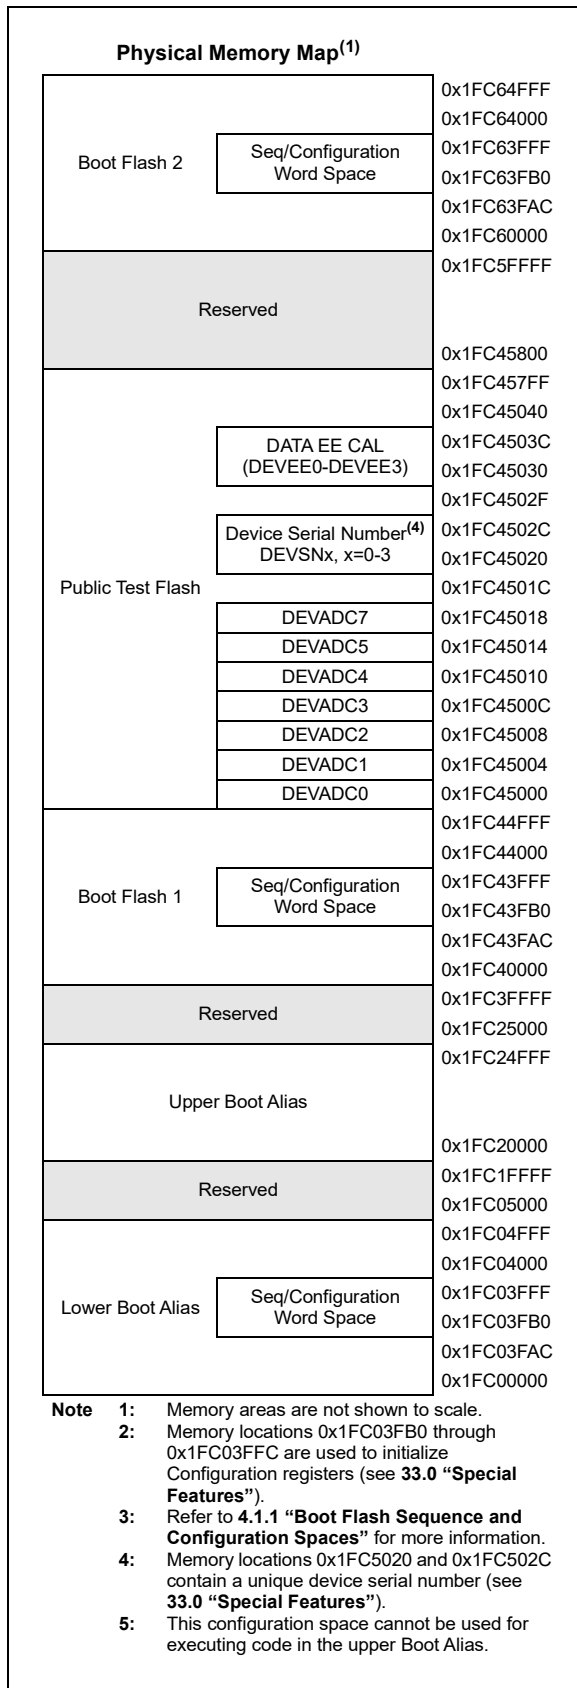 Physical Memory Map(1)
0x1FC64FFF
0x1FC64000
Boot Flash 2
Seq/Configuration
Word Space
0x1FC63FFF
0x1FC63FB0
0x1FC63FAC
0x1FC60000
Reserved
0x1FC5FFFF
0x1FC45800
Public Test Flash
0x1FC457FF
0x1FC45040
DATA EE CAL
(DEVEE0-DEVEE3)
0x1FC4503C
0x1FC45030
0x1FC4502F
Device Serial Number(4)
DEVSNx, x=0-3
0x1FC4502C
0x1FC45020
0x1FC4501C
DEVADC7 0x1FC45018
DEVADC5 0x1FC45014
DEVADC4 0x1FC45010
DEVADC3 0x1FC4500C
DEVADC2 0x1FC45008
DEVADC1 0x1FC45004
DEVADC0 0x1FC45000
0x1FC44FFF
0x1FC44000
Boot Flash 1
Seq/Configuration
Word Space
0x1FC43FFF
0x1FC43FB0
0x1FC43FAC
0x1FC40000
Reserved
0x1FC3FFFF
0x1FC25000
Upper Boot Alias
0x1FC24FFF
0x1FC20000
Reserved
0x1FC1FFFF
0x1FC05000
0x1FC04FFF
0x1FC04000
Lower Boot Alias
Seq/Configuration
Word Space
0x1FC03FFF
0x1FC03FB0
0x1FC03FAC
0x1FC00000
Note 1: Memory areas are not shown to scale.
2: Memory locations 0x1FC03FB0 through
0x1FC03FFC are used to initialize
Configuration registers (see 33.0 “Special
Features”).
3: Refer to 4.1.1 “Boot Flash Sequence and
Configuration Spaces” for more information.
4: Memory locations 0x1FC5020 and 0x1FC502C
contain a unique device serial number (see
33.0 “Special Features”).
5: This configuration space cannot be used for
executing code in the upper Boot Alias.